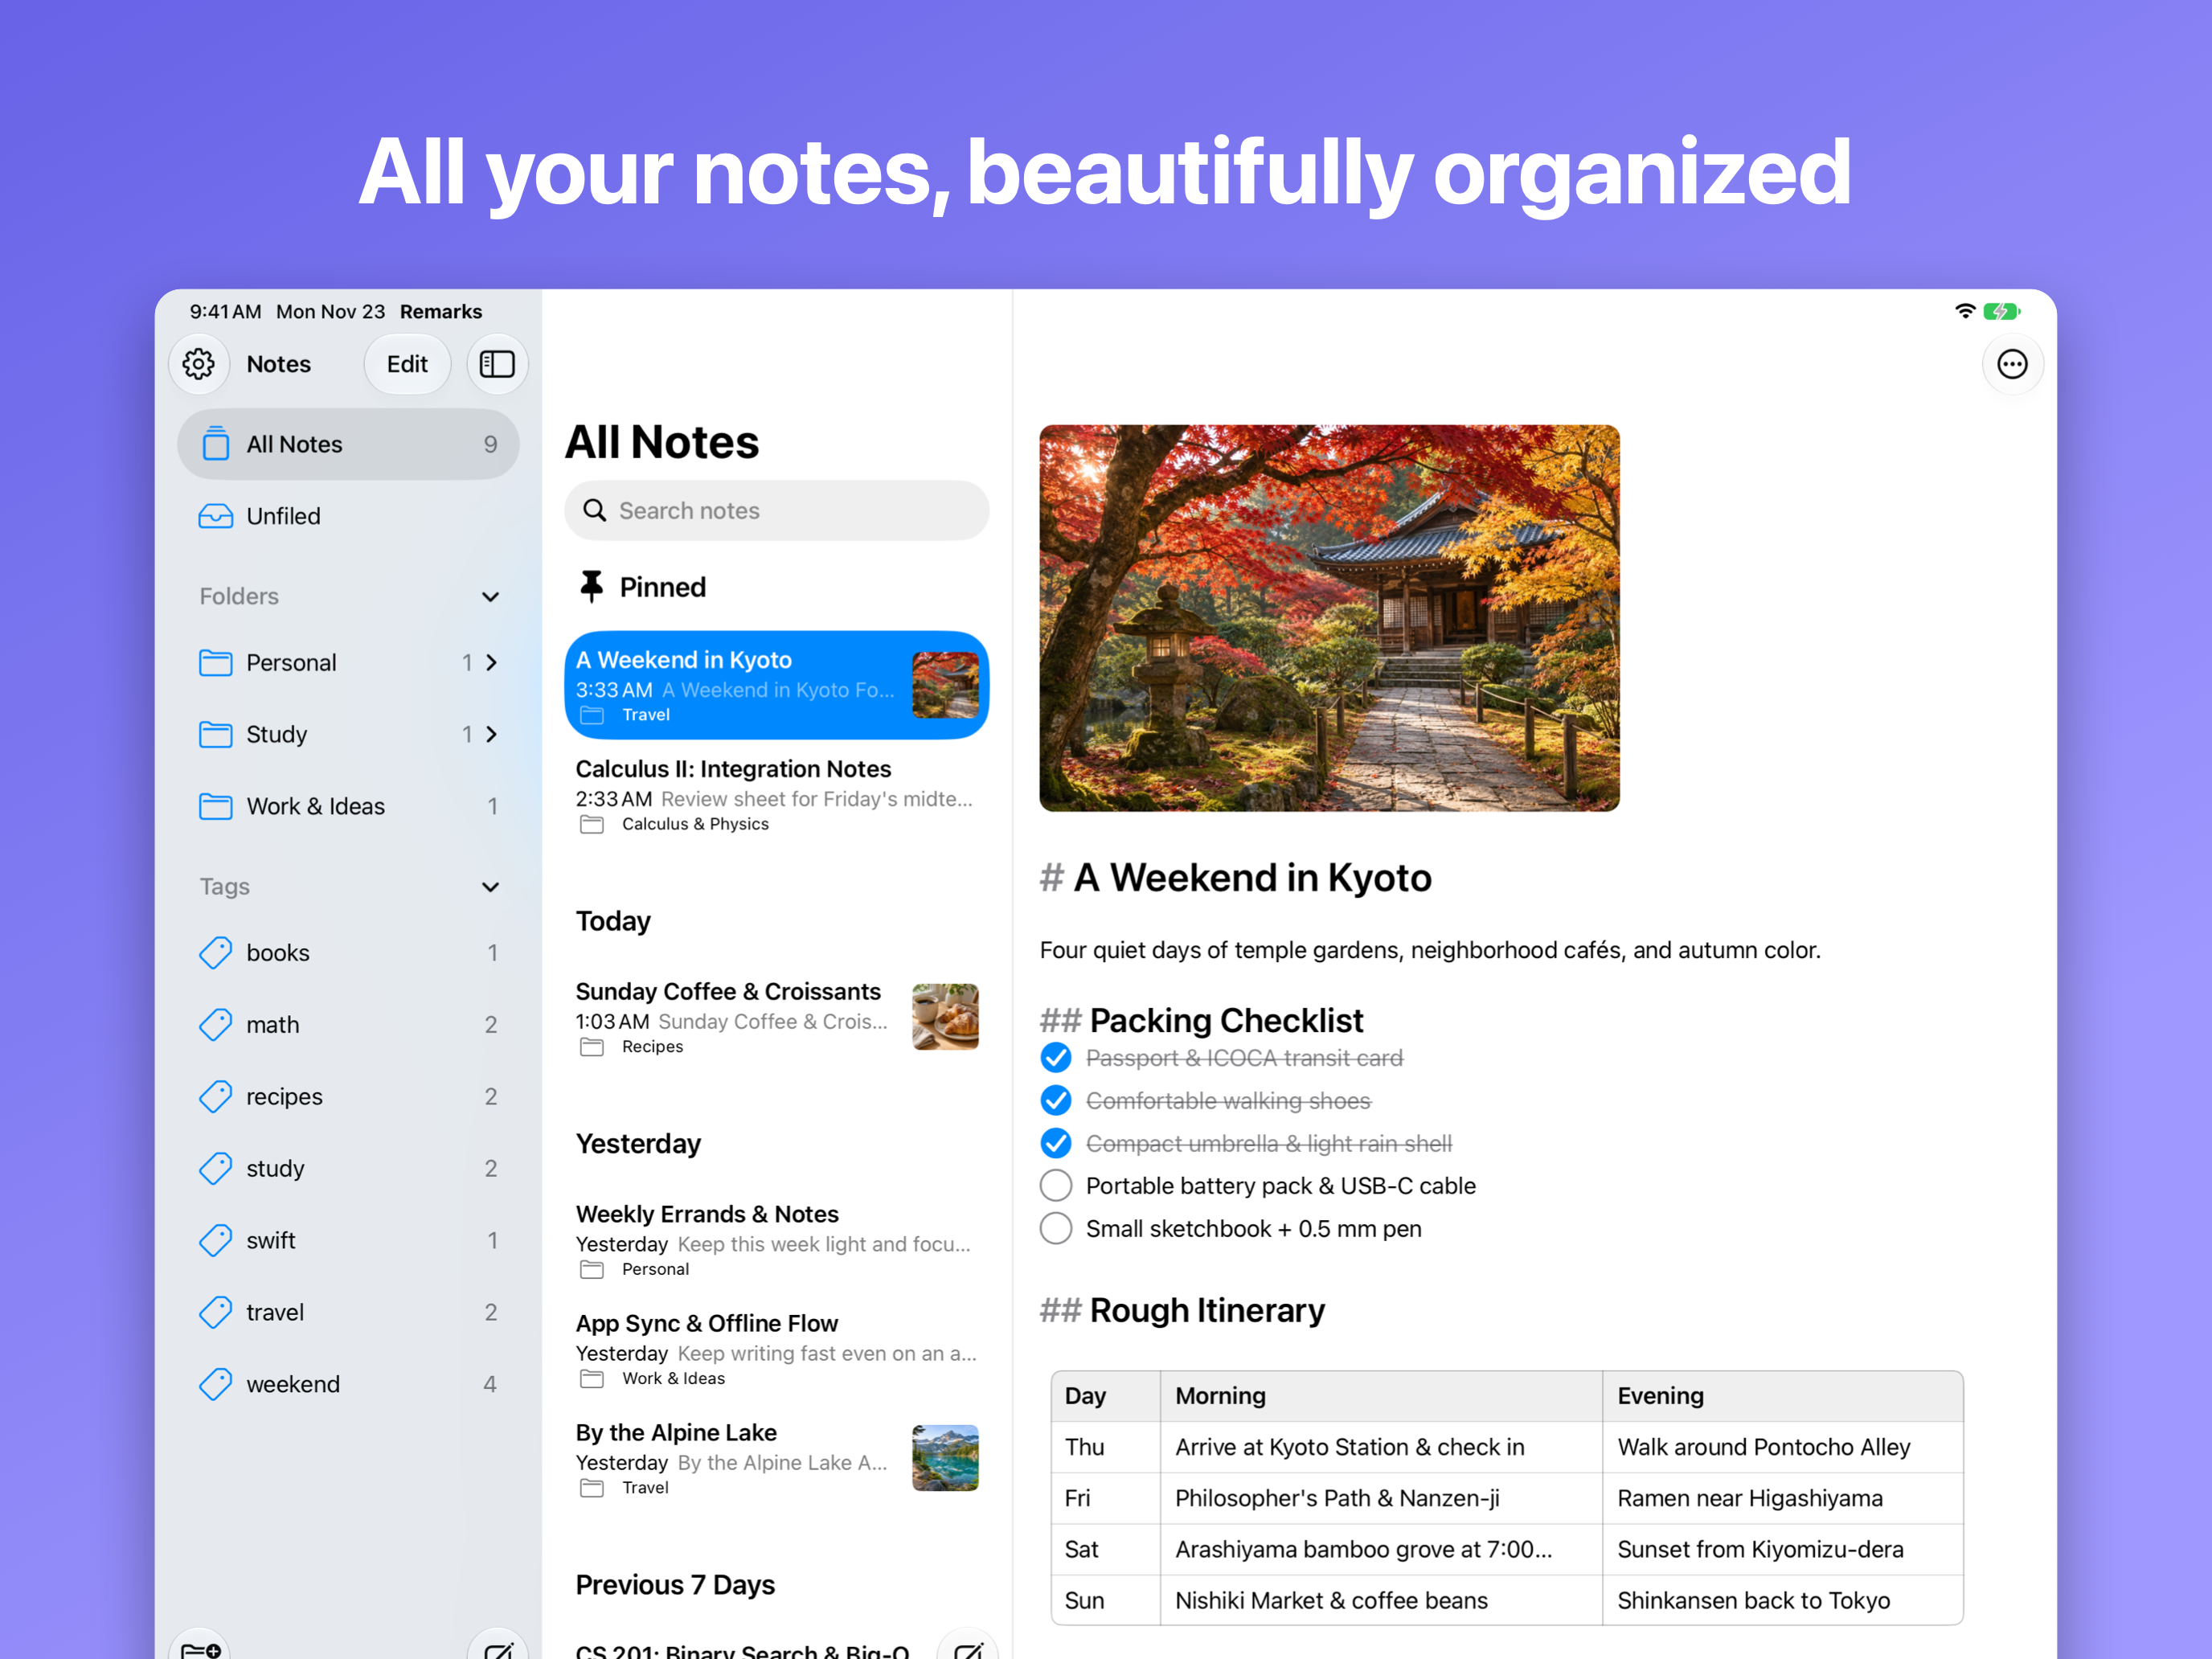 All your notes, beautifully organized
9:41 AM Mon Nov 23 Remarks
Notes
Edit
All Notes 9
Unfiled
Folders
Personal 1
Study 1
Work & Ideas 1
Tags
books 1
math 2
recipes 2
study 2
swift 1
travel 2
weekend 4
All Notes
Search notes
Pinned
A Weekend in Kyoto
3:33 AM A Weekend in Kyoto Fo...
Travel
Calculus II: Integration Notes
2:33 AM Review sheet for Friday's midte...
Calculus & Physics
Today
Sunday Coffee & Croissants
1:03 AM Sunday Coffee & Crois...
Recipes
Yesterday
Weekly Errands & Notes
Yesterday Keep this week light and focu...
Personal
App Sync & Offline Flow
Yesterday Keep writing fast even on an a...
Work & Ideas
By the Alpine Lake
Yesterday By the Alpine Lake A...
Travel
Previous 7 Days
CS 201: Binary Search & Big-O
# A Weekend in Kyoto
Four quiet days of temple gardens, neighborhood cafés, and autumn color.
## Packing Checklist
Passport & ICOCA transit card
Comfortable walking shoes
Compact umbrella & light rain shell
Portable battery pack & USB-C cable
Small sketchbook + 0.5 mm pen
## Rough Itinerary
Day Morning Evening
Thu Arrive at Kyoto Station & check in Walk around Pontocho Alley
Fri Philosopher's Path & Nanzen-ji Ramen near Higashiyama
Sat Arashiyama bamboo grove at 7:00... Sunset from Kiyomizu-dera
Sun Nishiki Market & coffee beans Shinkansen back to Tokyo